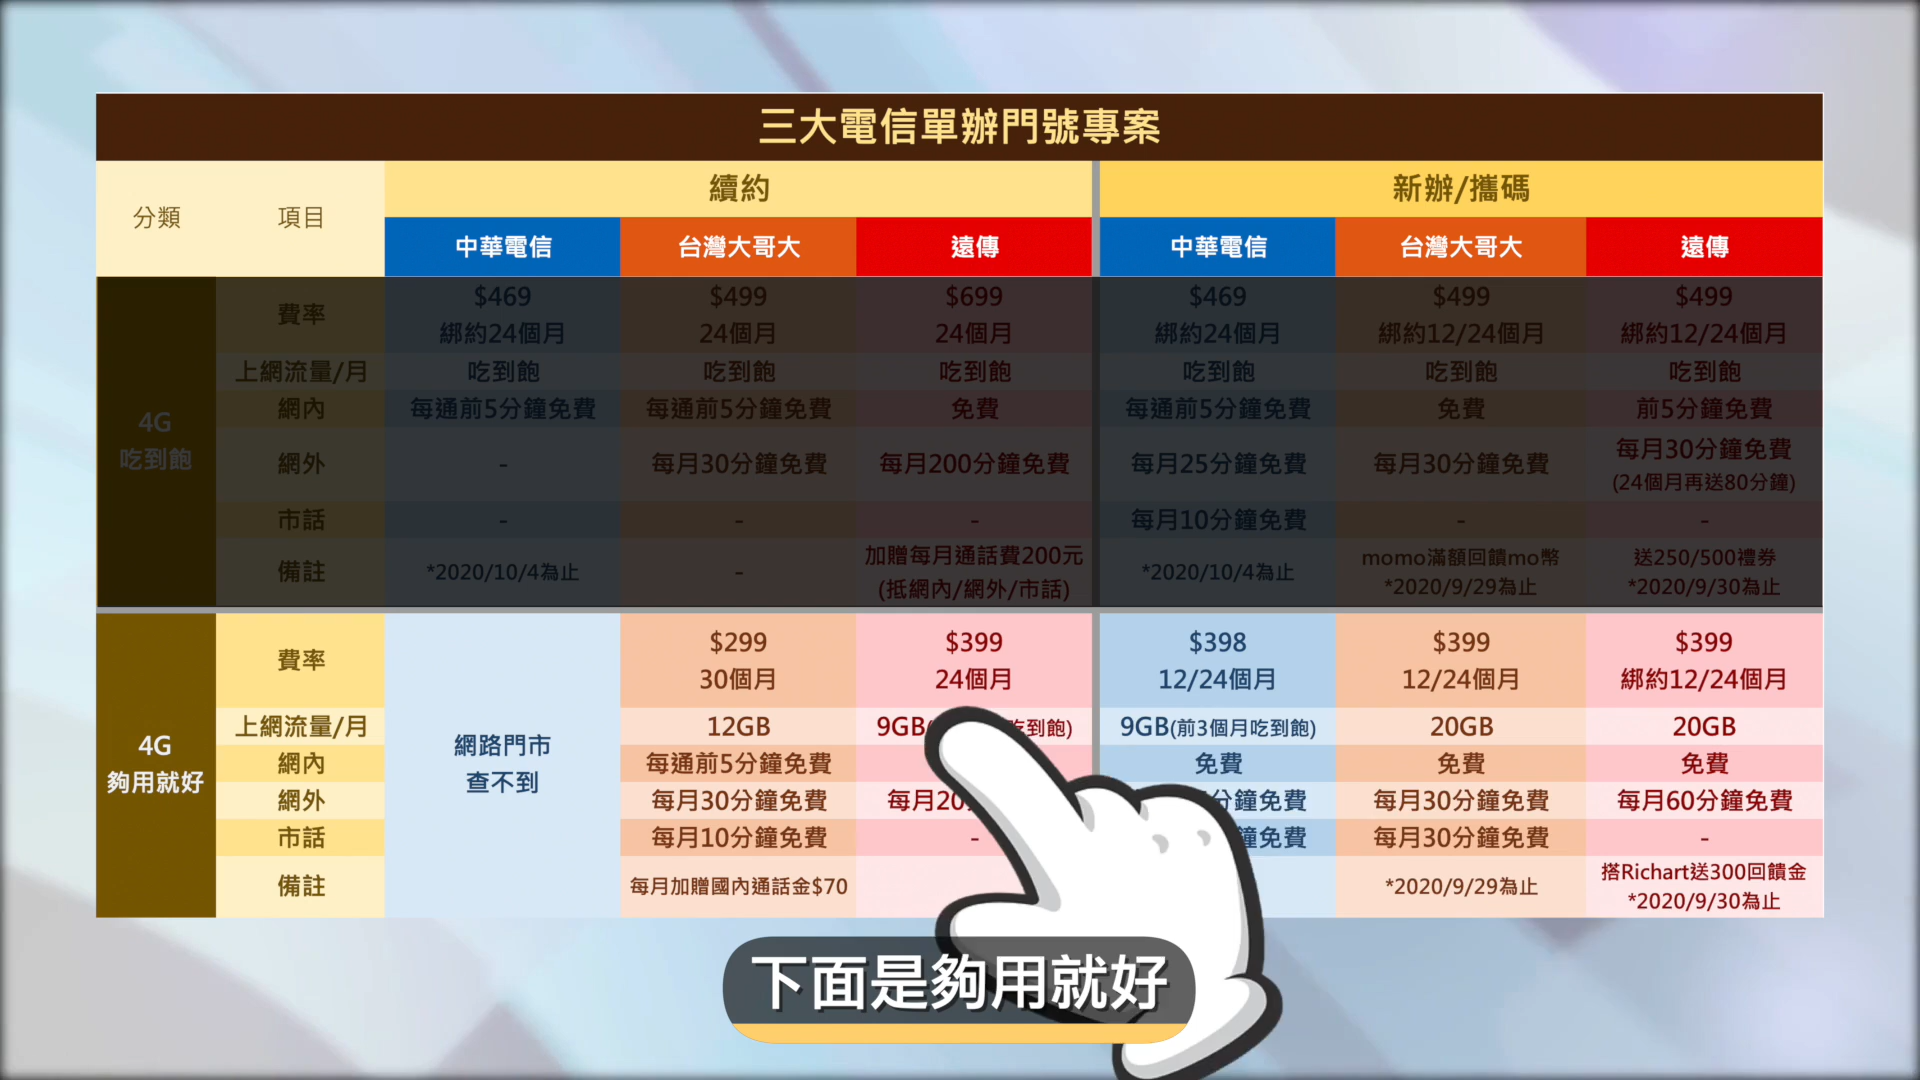 三大電信單辦門號專案
分類 項目 續約 新辦/攜碼
中華電信 台灣大哥大 遠傳 中華電信 台灣大哥大 遠傳
4G
吃到飽
費率 $469 $499 $699 $469 $499 $499
綁約24個月 24個月 24個月 綁約24個月 綁約12/24個月 綁約12/24個月
上網流量/月 吃到飽 吃到飽 吃到飽 吃到飽 吃到飽 吃到飽
網內 每通前5分鐘免費 每通前5分鐘免費 免費 每通前5分鐘免費 免費 前5分鐘免費
網外 - 每月30分鐘免費 每月200分鐘免費 每月25分鐘免費 每月30分鐘免費 每月30分鐘免費
(24個月再送80分鐘)
市話 - - - 每月10分鐘免費 - -
備註 *2020/10/4為止 - 加贈每月通話費200元 *2020/10/4為止 momo滿額回饋mo幣 送250/500禮券
(抵網內/網外/市話) *2020/9/29為止 *2020/9/30為止
4G
夠用就好
費率 $299 $399 $398 $399 $399
30個月 24個月 12/24個月 12/24個月 綁約12/24個月
網路門市
查不到
上網流量/月 12GB 9GB( 吃到飽) 9GB(前3個月吃到飽) 20GB 20GB
網內 每通前5分鐘免費 免費 免費 免費
網外 每月30分鐘免費 每月20 分鐘免費 每月30分鐘免費 每月60分鐘免費
市話 每月10分鐘免費 - 鐘免費 每月30分鐘免費 -
備註 每月加贈國內通話金$70 *2020/9/29為止 搭Richart送300回饋金
*2020/9/30為止
下面是夠用就好